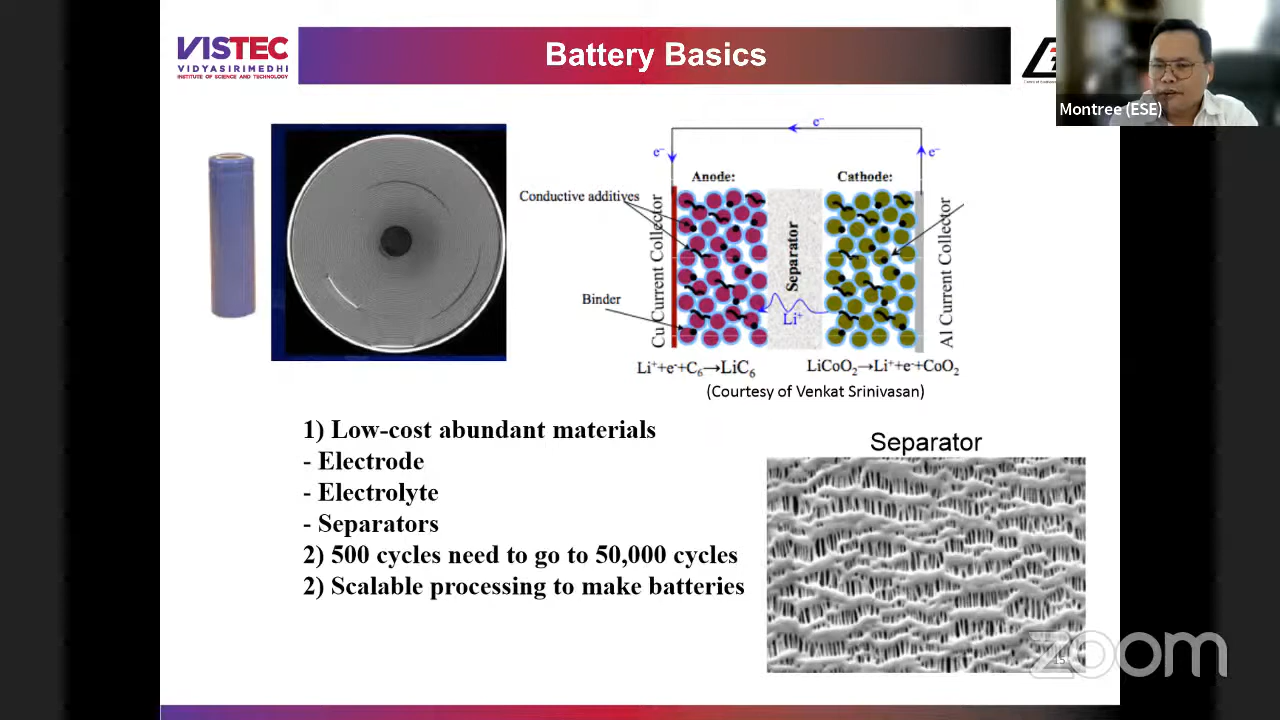 VISTEC
VIDYASIRIMEDHI
INSTITUTE OF SCIENCE AND TECHNOLOGY
Battery Basics
Montree (ESE)
e⁻
e⁻
e⁻
Anode:
Cathode:
Conductive additives
Cu Current Collector
Separator
Al Current Collector
Binder
Li⁺
Li⁺+e⁻+C₆→LiC₆
LiCoO₂→Li⁺+e⁻+CoO₂
(Courtesy of Venkat Srinivasan)
1) Low-cost abundant materials
- Electrode
- Electrolyte
- Separators
2) 500 cycles need to go to 50,000 cycles
2) Scalable processing to make batteries
Separator
15
zoom